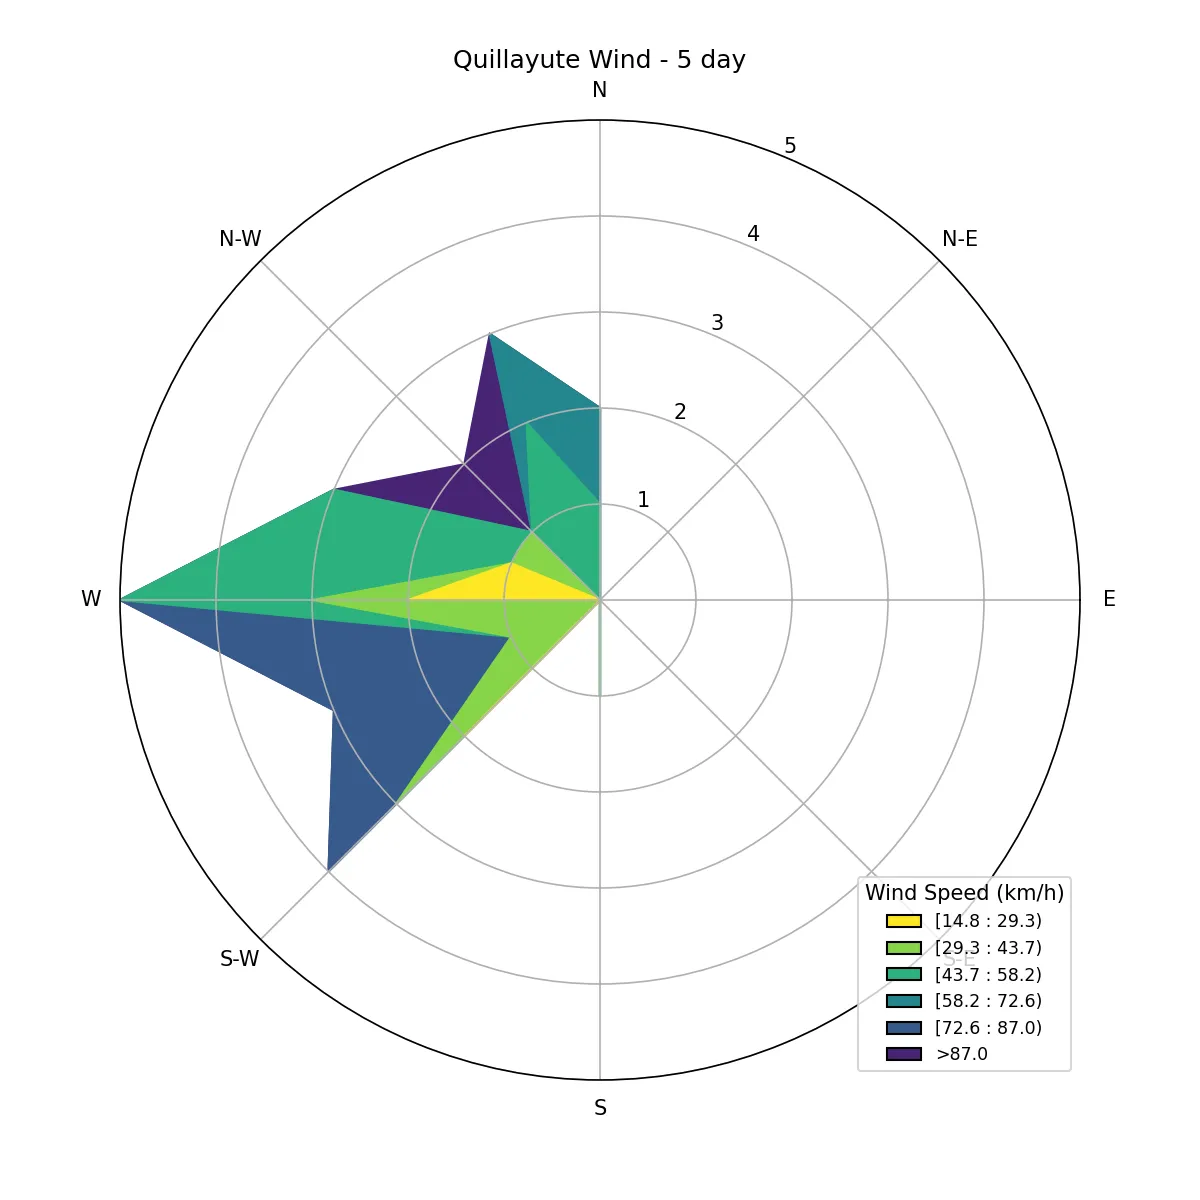 Quillayute Wind - 5 day
N
5
N-W
4
N-E
3
2
1
W
E
Wind Speed (km/h)
[14.8 : 29.3)
[29.3 : 43.7)
S-W
S-E
[43.7 : 58.2)
[58.2 : 72.6)
[72.6 : 87.0)
>87.0
S